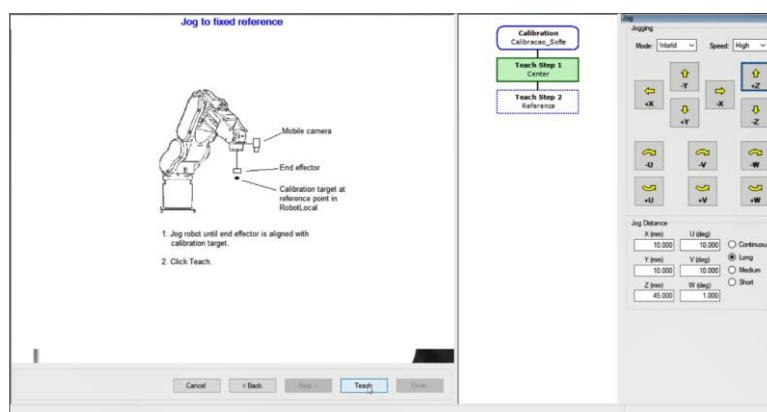 Jog to fixed reference
Mobile camera
End effector
Calibration target at
reference point in
RobotLocal
1. Jog robot until end effector is aligned with
calibration target.
2. Click Teach.
Cancel
< Back
Next >
Teach
Calibration
Calibracao_Softe
Teach Step 1
Center
Teach Step 2
Reference
Jog
Jogging
Mode: World Speed: High
-Y +Z
+X -X
+Y -Z
-U -V -W
+U +V +W
Jog Distance
X (mm) U (deg)
10.000 10.000 Continuou
Y (mm) V (deg) Long
10.000 10.000 Medium
Z (mm) W (deg) Short
45.000 1.000